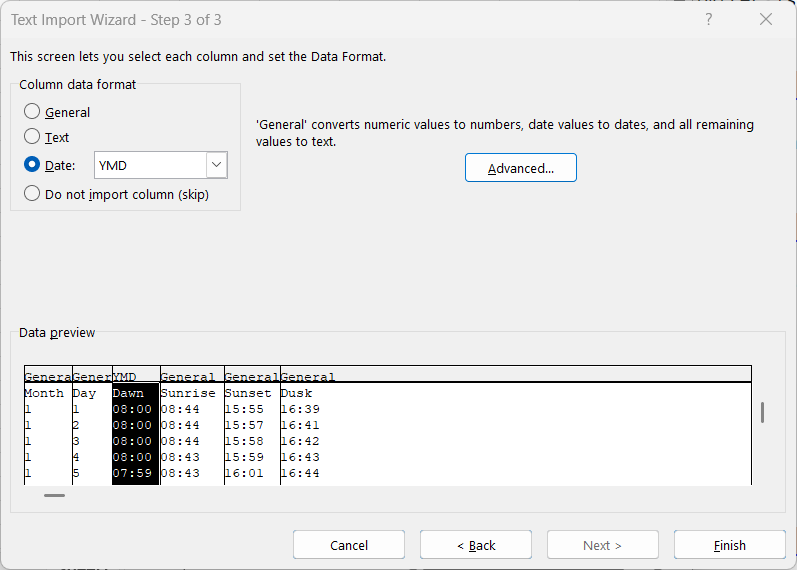 Text Import Wizard - Step 3 of 3 ?
This screen lets you select each column and set the Data Format.
Column data format
General
Text
Date: YMD
Do not import column (skip)
'General' converts numeric values to numbers, date values to dates, and all remaining
values to text.
Advanced...
Data preview
Genera Gener YMD General General General
Month Day Dawn Sunrise Sunset Dusk
1 1 08:00 08:44 15:55 16:39
1 2 08:00 08:44 15:57 16:41
1 3 08:00 08:44 15:58 16:42
1 4 08:00 08:43 15:59 16:43
1 5 07:59 08:43 16:01 16:44
Cancel < Back Next > Finish